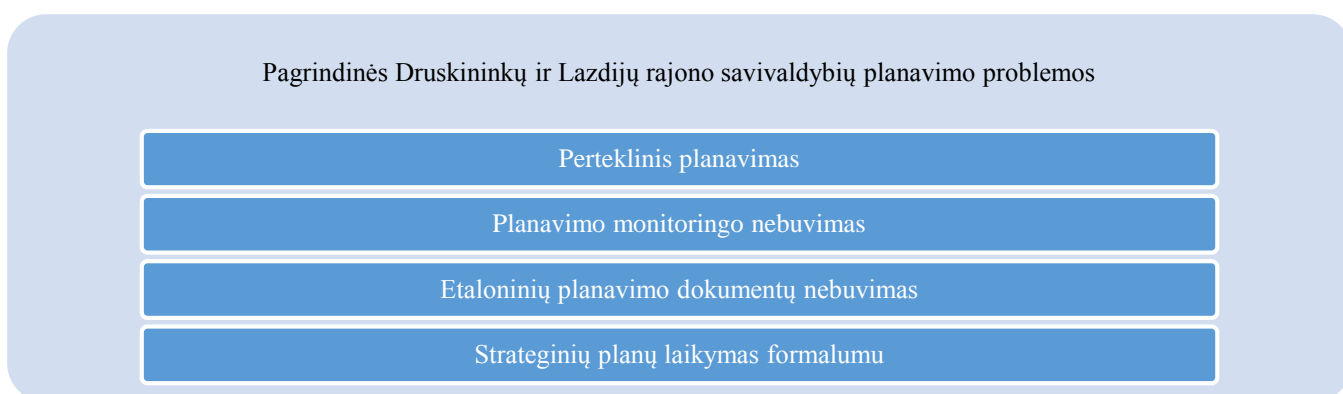 Pagrindinės Druskininkų ir Lazdijų rajono savivaldybių planavimo problemos
Perteklinis planavimas
Planavimo monitoringo nebuvimas
Etaloninių planavimo dokumentų nebuvimas
Strateginių planų laikymas formalumu